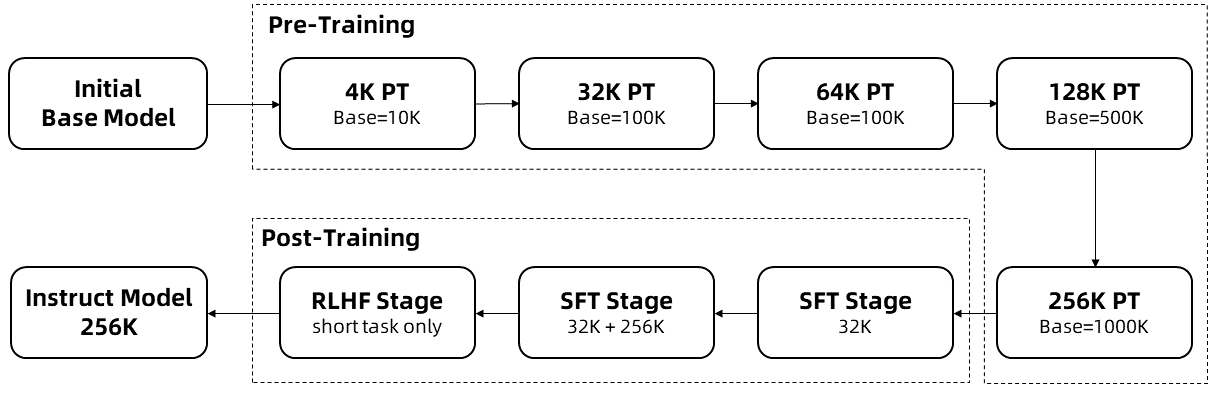 Pre-Training
Initial
Base Model
4K PT
Base=10K
32K PT
Base=100K
64K PT
Base=100K
128K PT
Base=500K
256K PT
Base=1000K
Post-Training
SFT Stage
32K
SFT Stage
32K + 256K
RLHF Stage
short task only
Instruct Model
256K